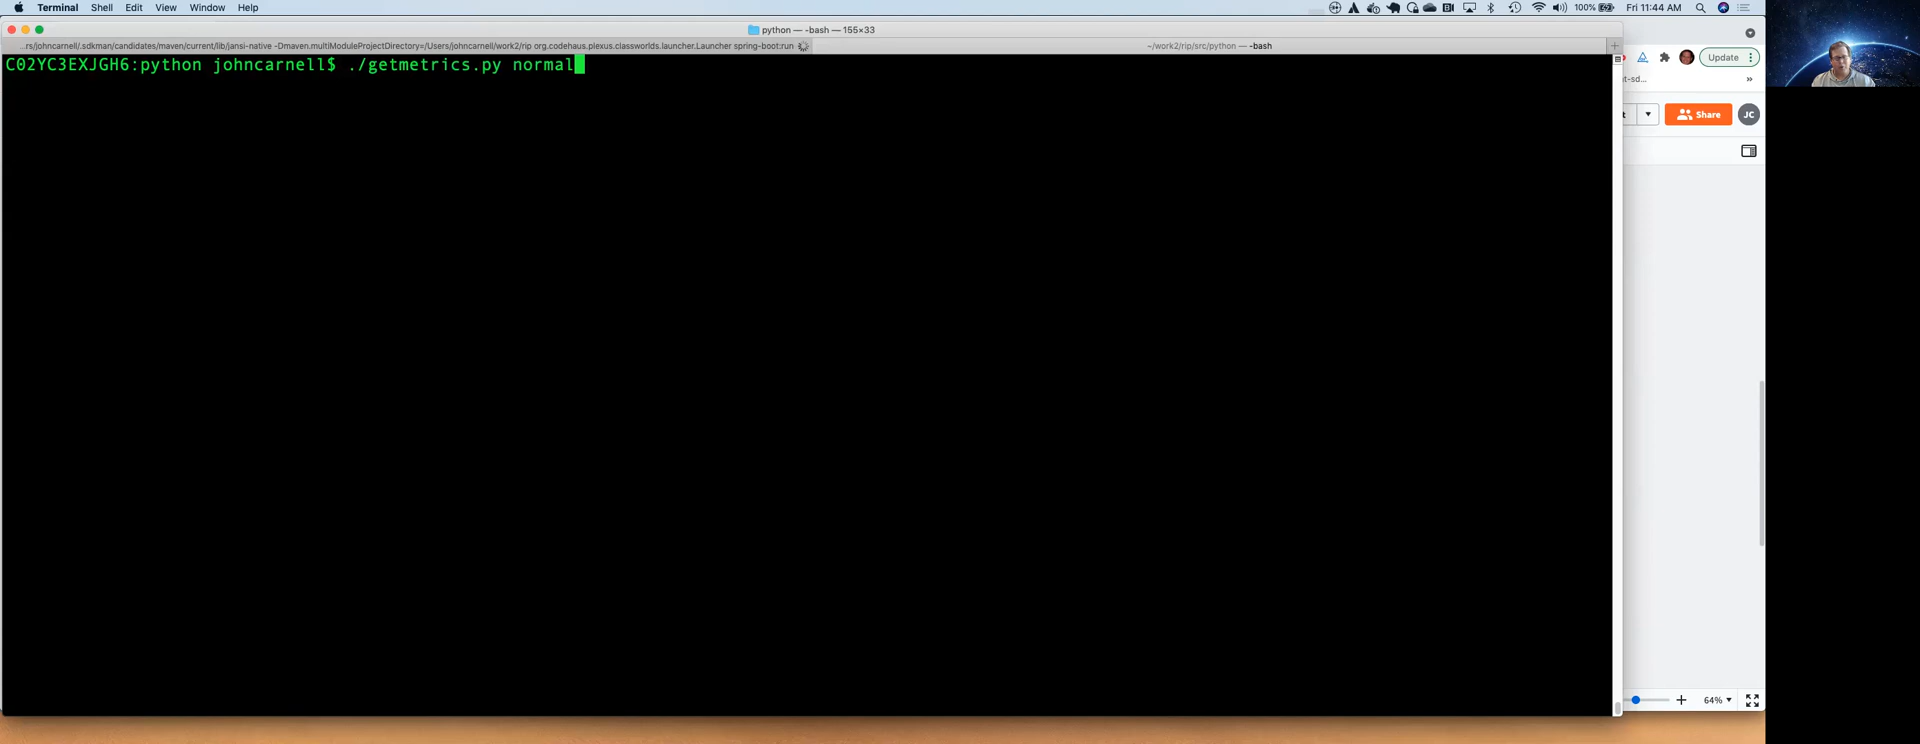 Terminal Shell Edit View Window Help
100% Fri 11:44 AM
python — -bash — 155×33
...rs/johncarnell/.sdkman/candidates/maven/current/lib/jansi-native -Dmaven.multiModuleProjectDirectory=/Users/johncarnell/work2/rip org.codehaus.plexus.classworlds.launcher.Launcher spring-boot:run
~/work2/rip/src/python — -bash
C02YC3EXJGH6:python johncarnell$ ./getmetrics.py normal
Update
nt-sd...
Share JC
64%